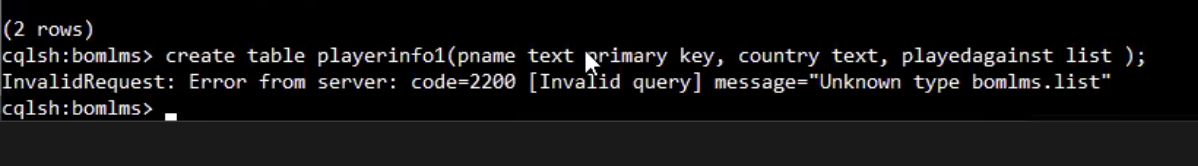 (2 rows)
cqlsh:bomlms> create table playerinfo1(pname text primary key, country text, playedagainst list );
InvalidRequest: Error from server: code=2200 [Invalid query] message="Unknown type bomlms.list"
cqlsh:bomlms>